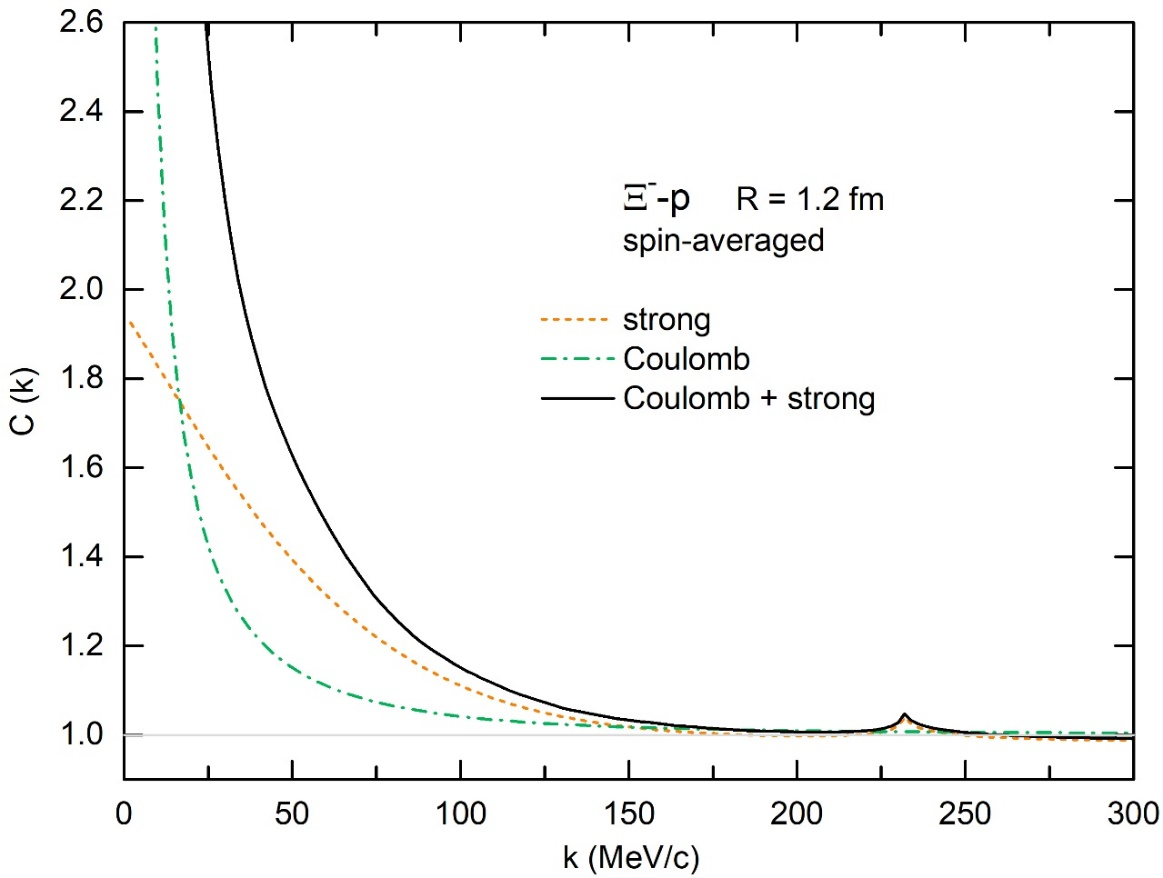 2.6
2.4
2.2
2.0
1.8
1.6
1.4
1.2
1.0
C (k)
Ξ⁻-p R = 1.2 fm
spin-averaged
strong
Coulomb
Coulomb + strong
0 50 100 150 200 250 300
k (MeV/c)